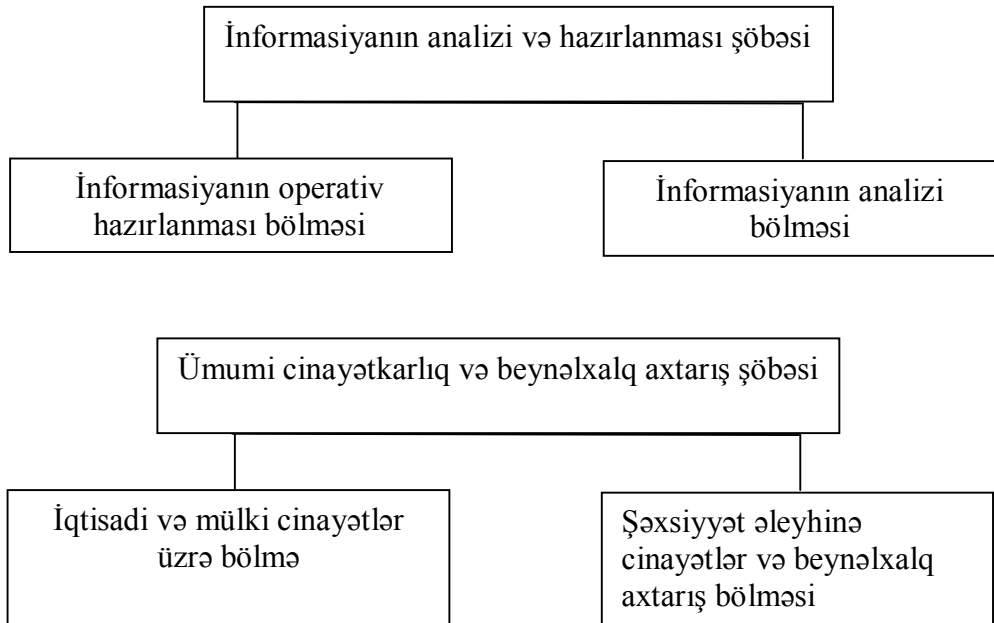 İnformasiyanın analizi və hazırlanması şöbəsi
İnformasiyanın operativ
hazırlanması bölməsi
İnformasiyanın analizi
bölməsi
Ümumi cinayətkarlıq və beynəlxalq axtarış şöbəsi
İqtisadi və mülki cinayətlər
üzrə bölmə
Şəxsiyyət əleyhinə
cinayətlər və beynəlxalq
axtarış bölməsi